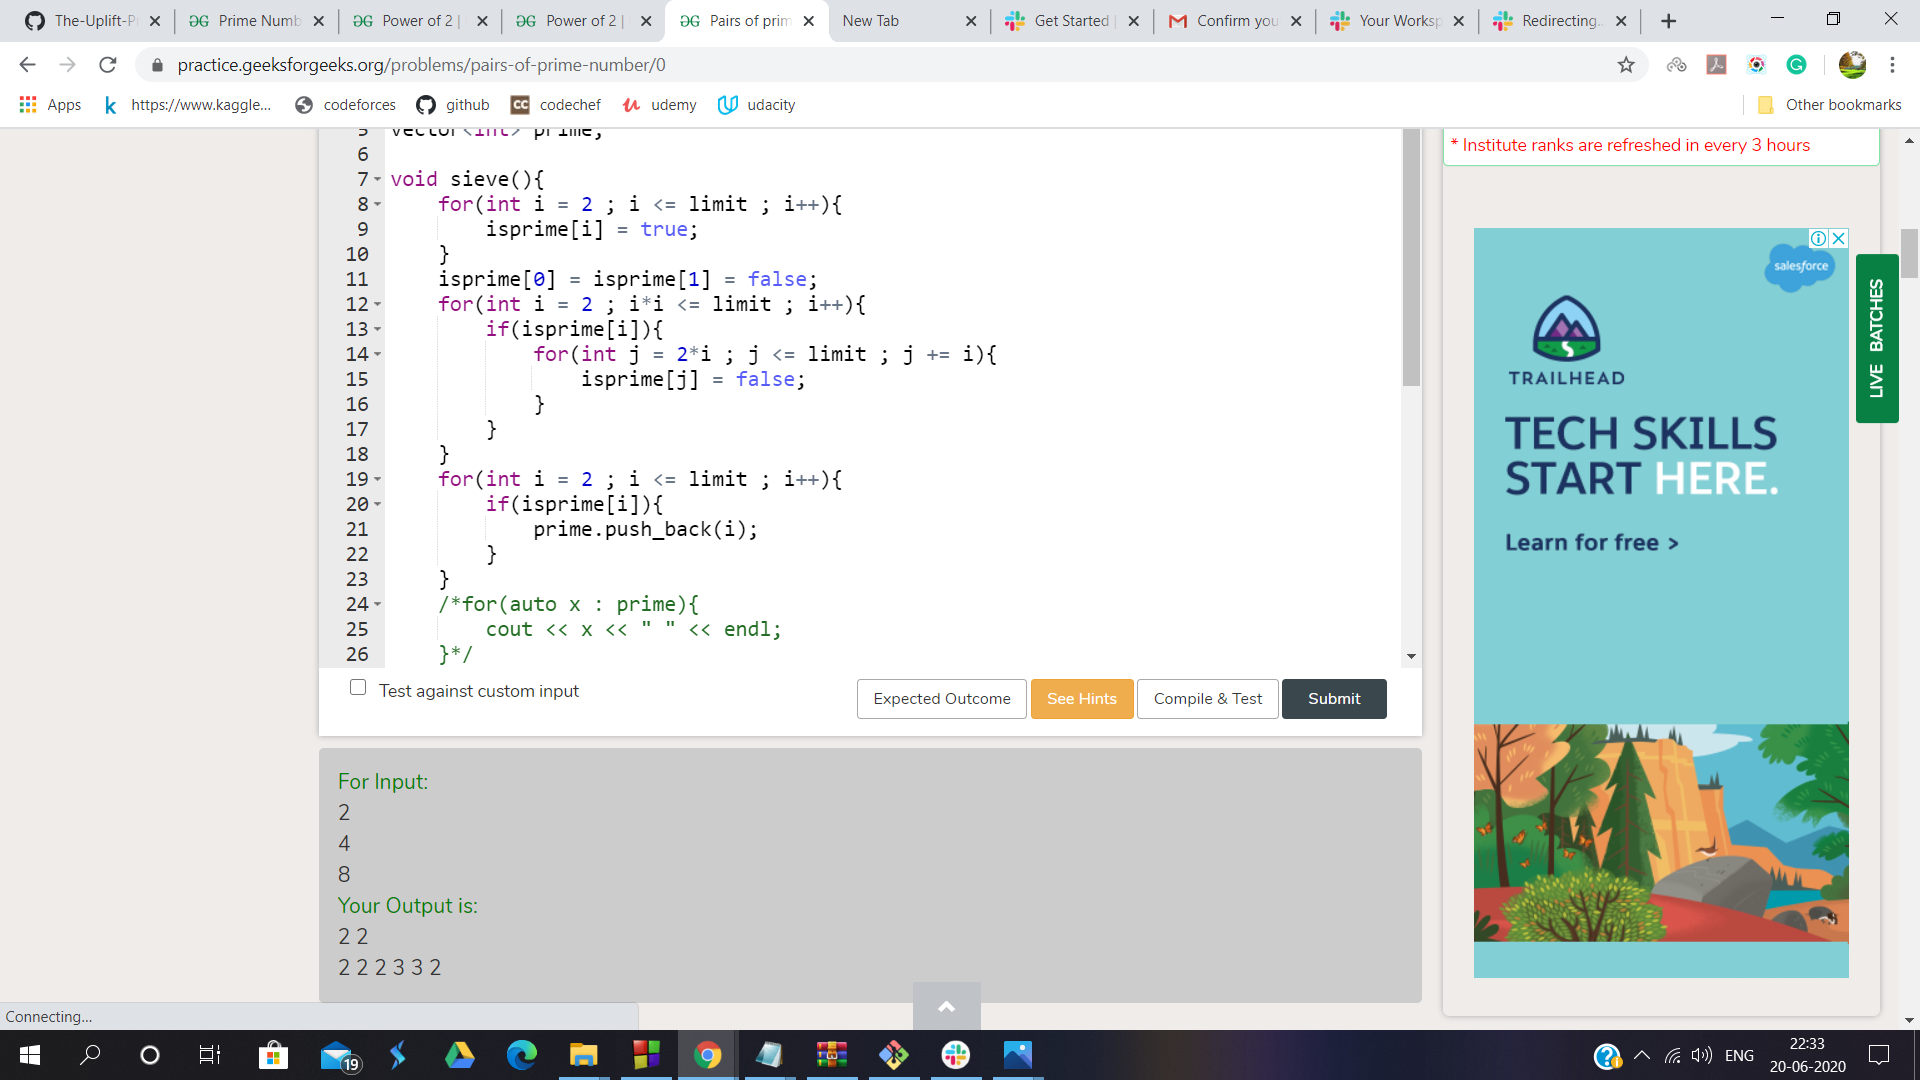 The-Uplift-P
Prime Numb
Power of 2 |
Power of 2 |
Pairs of prim
New Tab
Get Started |
Confirm you
Your Worksp
Redirecting..
practice.geeksforgeeks.org/problems/pairs-of-prime-number/0
Apps
https://www.kaggle...
codeforces
github
codechef
udemy
udacity
Other bookmarks
5 vector<int> prime;
6
7 void sieve(){
8 for(int i = 2 ; i <= limit ; i++){
9 isprime[i] = true;
10 }
11 isprime[0] = isprime[1] = false;
12 for(int i = 2 ; i*i <= limit ; i++){
13 if(isprime[i]){
14 for(int j = 2*i ; j <= limit ; j += i){
15 isprime[j] = false;
16 }
17 }
18 }
19 for(int i = 2 ; i <= limit ; i++){
20 if(isprime[i]){
21 prime.push_back(i);
22 }
23 }
24 /*for(auto x : prime){
25 cout << x << " " << endl;
26 }*/
Test against custom input
Expected Outcome
See Hints
Compile & Test
Submit
For Input:
2
4
8
Your Output is:
2 2
2 2 2 3 3 2
* Institute ranks are refreshed in every 3 hours
salesforce
TRAILHEAD
TECH SKILLS
START HERE.
Learn for free >
LIVE BATCHES
Connecting...
19
ENG
22:33
20-06-2020